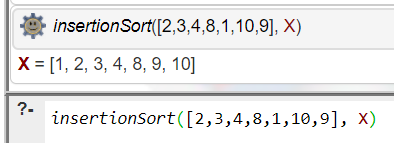 insertionSort([2,3,4,8,1,10,9], X)
X = [1, 2, 3, 4, 8, 9, 10]
?- insertionSort([2,3,4,8,1,10,9], X)